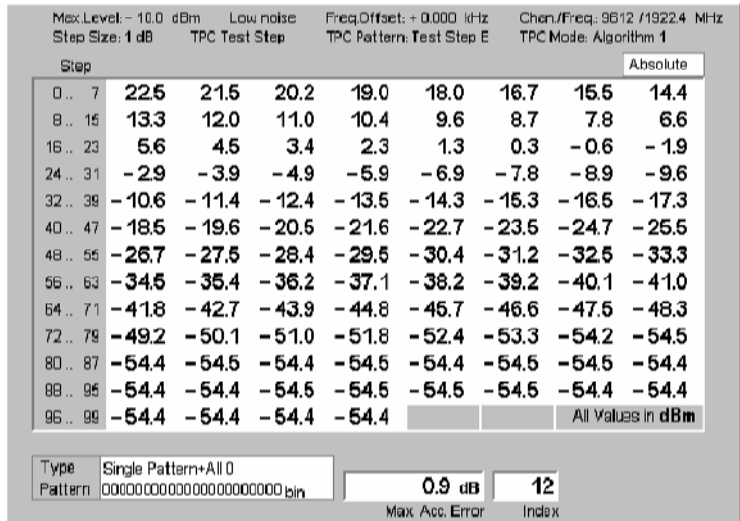 Max.Level: - 10.0 dBm Low noise Freq.Offset: + 0.000 kHz Chan./Freq.: 9612 /1922.4 MHz
Step Size: 1 dB TPC Test Step TPC Pattern: Test Step E TPC Mode: Algorithm 1
Step Absolute
0.. 7 22.5 21.5 20.2 19.0 18.0 16.7 15.5 14.4
8.. 15 13.3 12.0 11.0 10.4 9.6 8.7 7.8 6.6
16.. 23 5.6 4.5 3.4 2.3 1.3 0.3 - 0.6 - 1.9
24.. 31 - 2.9 - 3.9 - 4.9 - 5.9 - 6.9 - 7.8 - 8.9 - 9.6
32.. 39 - 10.6 - 11.4 - 12.4 - 13.5 - 14.3 - 15.3 - 16.5 - 17.3
40.. 47 - 18.5 - 19.6 - 20.5 - 21.6 - 22.7 - 23.5 - 24.7 - 25.5
48.. 55 - 26.7 - 27.5 - 28.4 - 29.5 - 30.4 - 31.2 - 32.5 - 33.3
56.. 63 - 34.5 - 35.4 - 36.2 - 37.1 - 38.2 - 39.2 - 40.1 - 41.0
64.. 71 - 41.8 - 42.7 - 43.9 - 44.8 - 45.7 - 46.6 - 47.5 - 48.3
72.. 79 - 49.2 - 50.1 - 51.0 - 51.8 - 52.4 - 53.3 - 54.2 - 54.5
80.. 87 - 54.4 - 54.5 - 54.4 - 54.5 - 54.4 - 54.5 - 54.5 - 54.4
88.. 95 - 54.4 - 54.4 - 54.5 - 54.5 - 54.5 - 54.5 - 54.4 - 54.4
96.. 99 - 54.4 - 54.4 - 54.4 - 54.4 All Values in dBm
Type Single Pattern+All 0
Pattern 00000000000000000000000 bin 0.9 dB 12
Max. Acc. Error Index